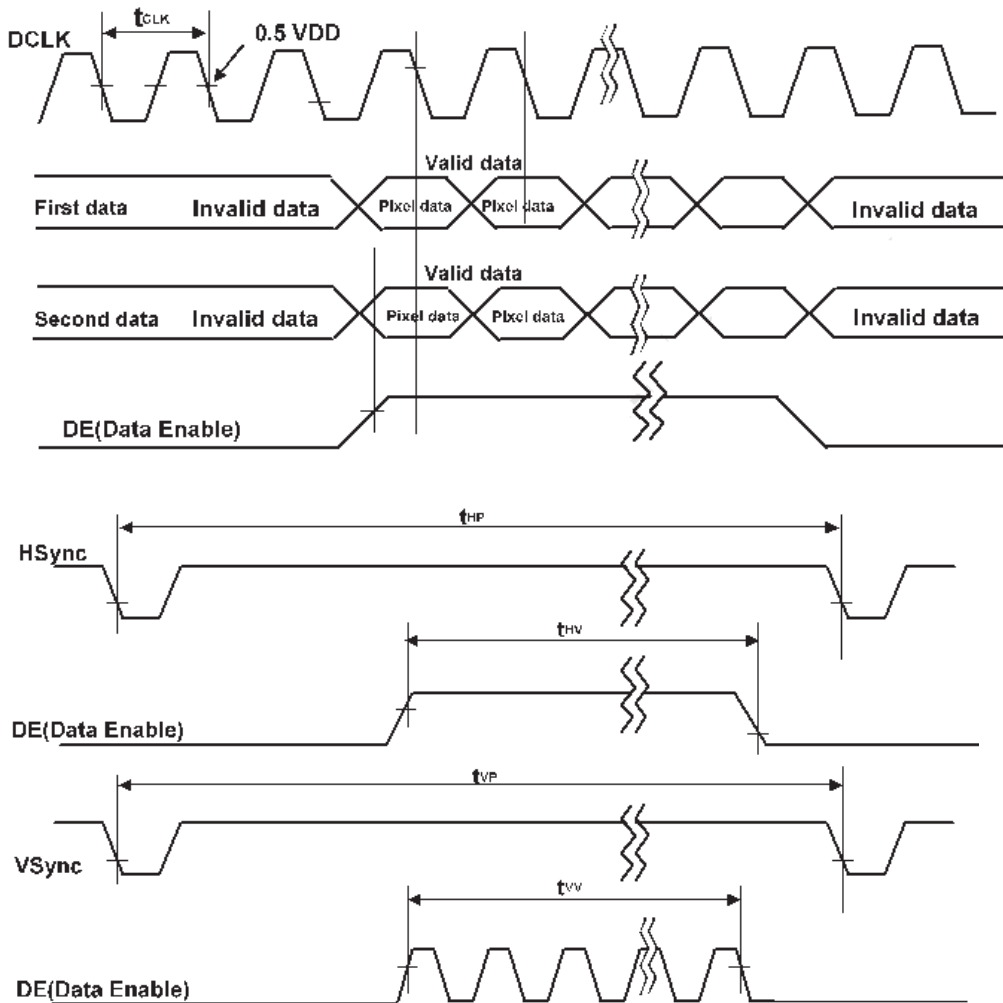 tCLK
DCLK
0.5 VDD
Valid data
First data Invalid data Pixel data Pixel data Invalid data
Valid data
Second data Invalid data Pixel data Pixel data Invalid data
DE(Data Enable)
tHP
HSync
tHV
DE(Data Enable)
tVP
VSync
tVV
DE(Data Enable)